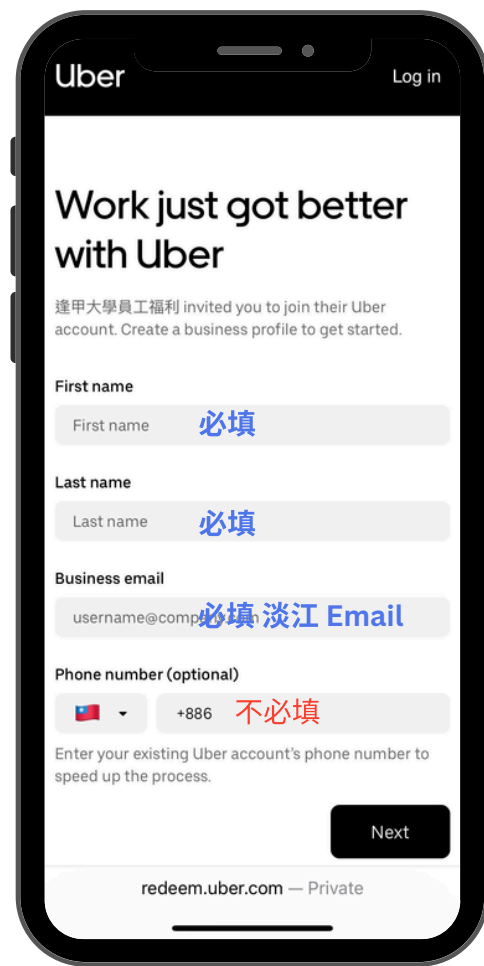 Uber
Log in
Work just got better
with Uber
逢甲大學員工福利 invited you to join their Uber
account. Create a business profile to get started.
First name
First name 必填
Last name
Last name 必填
Business email
username@company.com 必填 淡江 Email
Phone number (optional)
+886 不必填
Enter your existing Uber account's phone number to
speed up the process.
Next
redeem.uber.com — Private